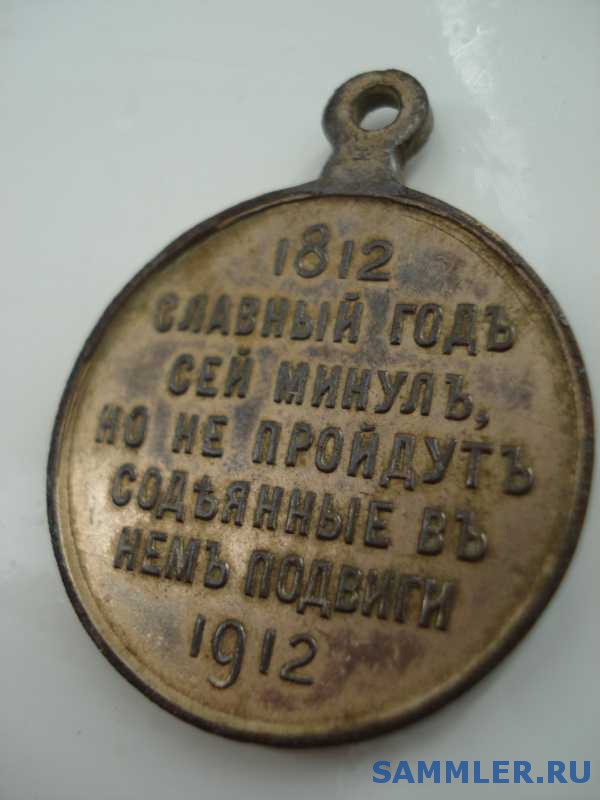 1812
СЛАВНЫЙ ГОДЪ
СЕЙ МИНУЛЪ,
НО НЕ ПРОЙДУТЪ
СОДѢЯННЫЕ ВЪ
НЕМЪ ПОДВИГИ
1912
SAMMLER.RU